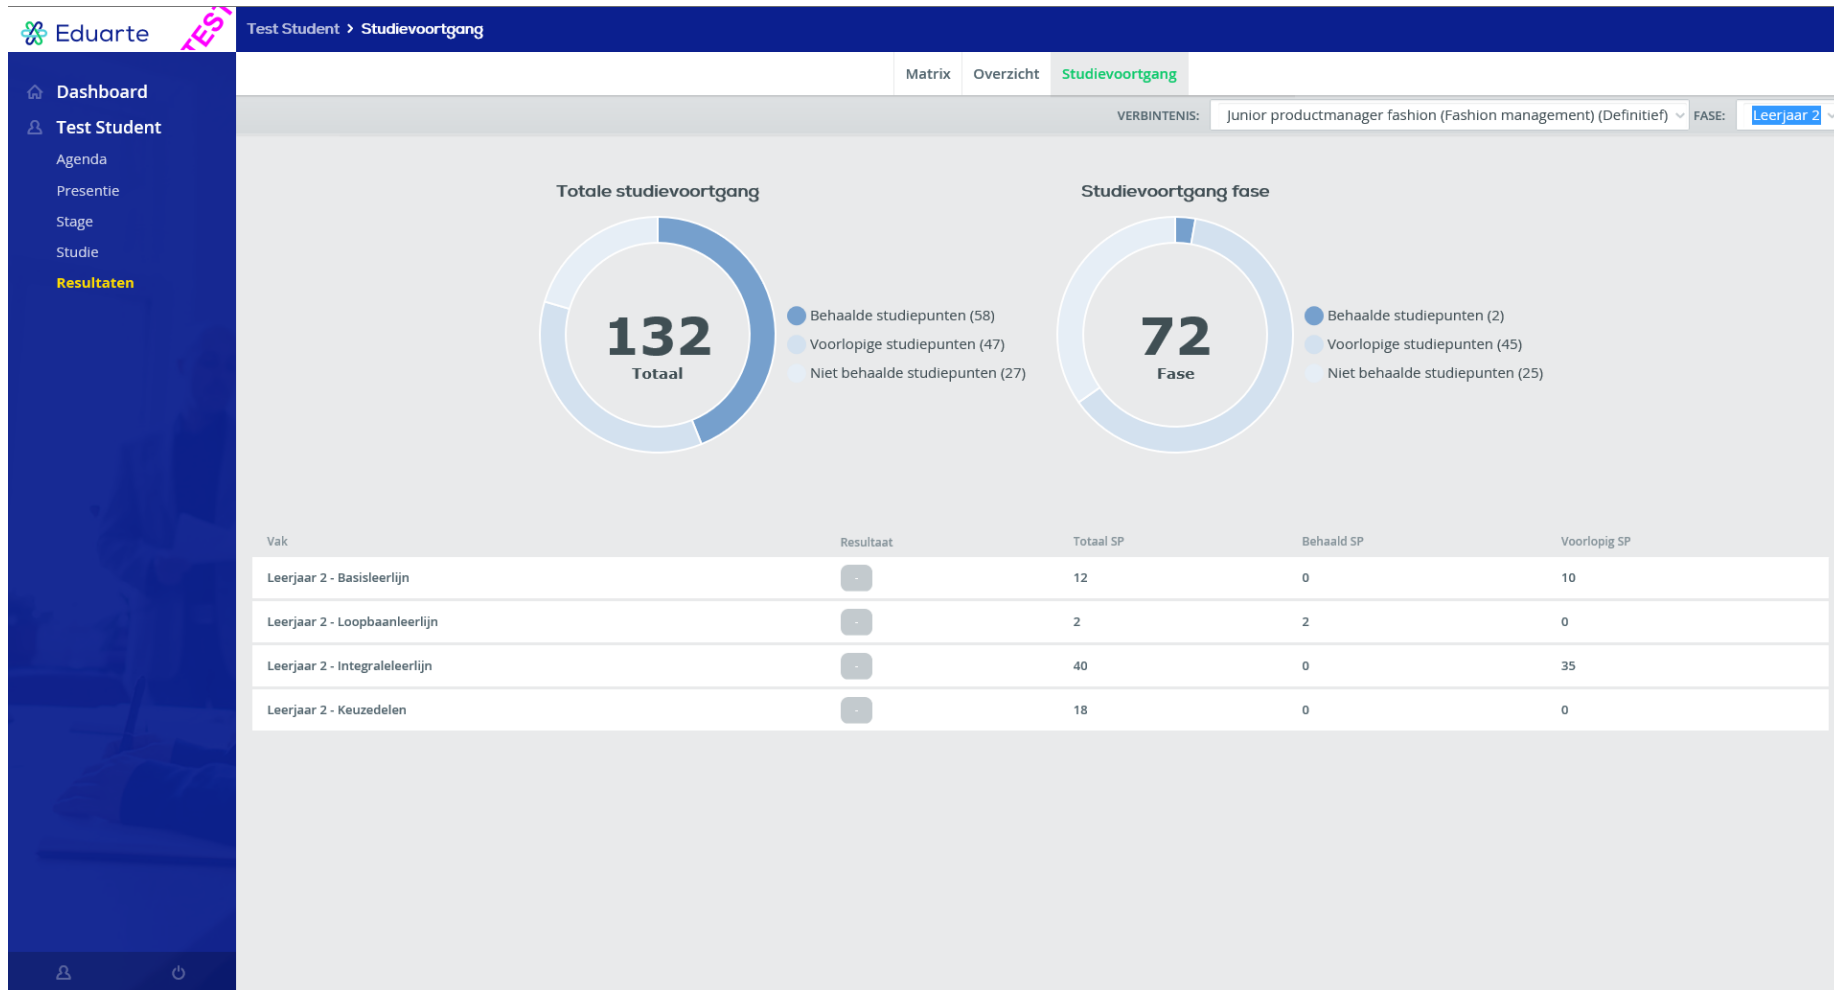 Eduarte
TEST
Test Student > Studievoortgang
Dashboard
Test Student
Agenda
Presentie
Stage
Studie
Resultaten
Matrix
Overzicht
Studievoortgang
VERBINTENIS: Junior productmanager fashion (Fashion management) (Definitief) FASE: Leerjaar 2
Totale studievoortgang
132
Totaal
Behaalde studiepunten (58)
Voorlopige studiepunten (47)
Niet behaalde studiepunten (27)
Studievoortgang fase
72
Fase
Behaalde studiepunten (2)
Voorlopige studiepunten (45)
Niet behaalde studiepunten (25)
Vak Resultaat Totaal SP Behaald SP Voorlopig SP
Leerjaar 2 - Basisleerlijn - 12 0 10
Leerjaar 2 - Loopbaanleerlijn - 2 2 0
Leerjaar 2 - Integraleleerlijn - 40 0 35
Leerjaar 2 - Keuzedelen - 18 0 0